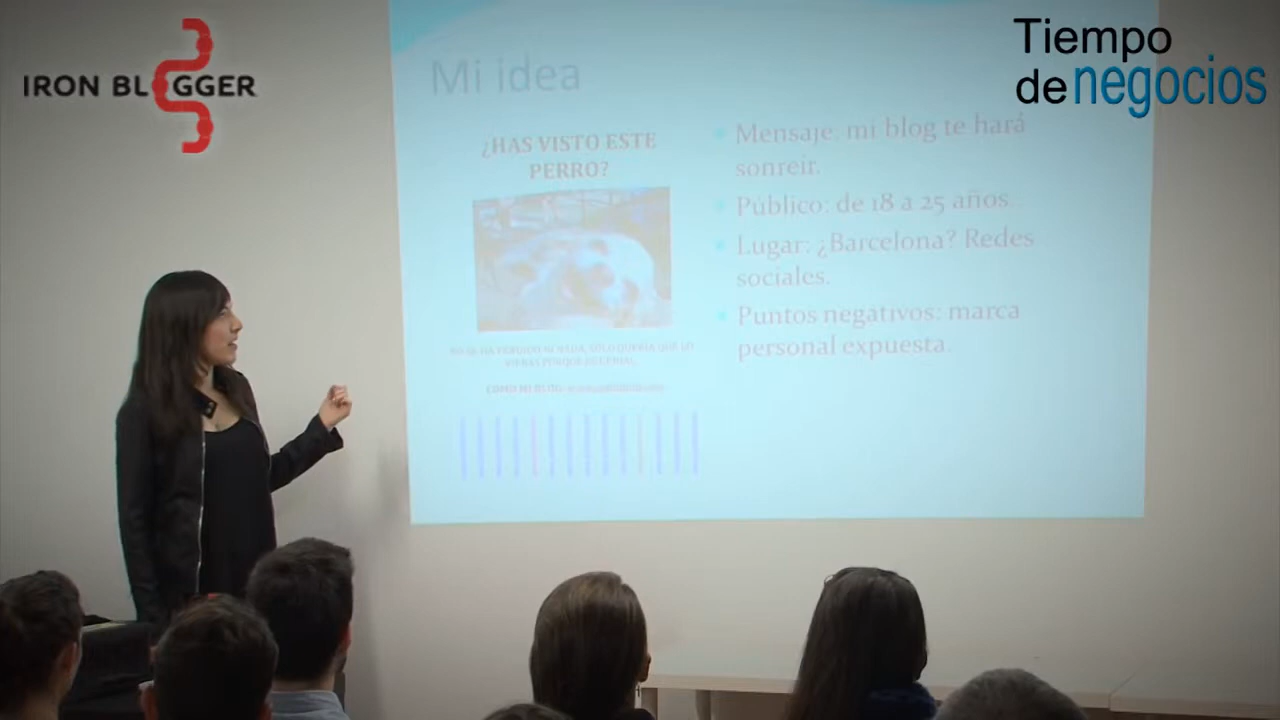 IRON BLOGGER
Tiempo
de negocios
Mi idea
¿HAS VISTO ESTE
PERRO?
Mensaje: mi blog te hará
sonreir.
Público: de 18 a 25 años.
Lugar: ¿Barcelona? Redes
sociales.
Puntos negativos: marca
personal expuesta.